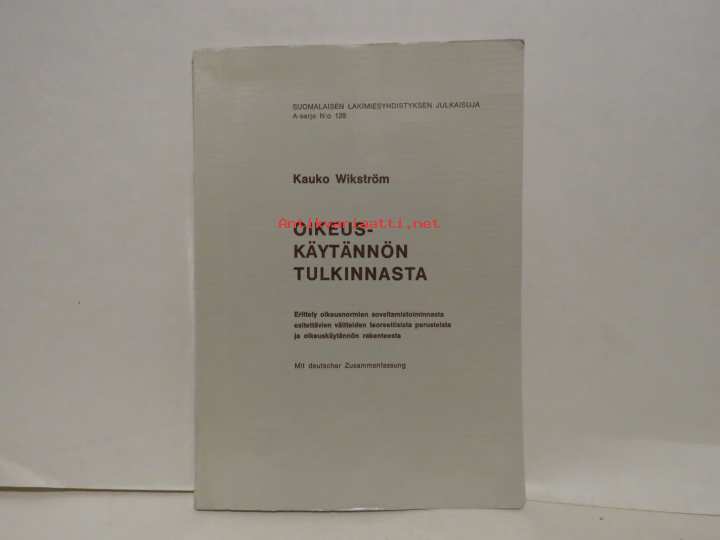 SUOMALAISEN LAKIMIESYHDISTYKSEN JULKAISUJA
A-sarja N:o 128
Kauko Wikström
Antikvariaatti.net
OIKEUS-
KÄYTÄNNÖN
TULKINNASTA
Erittely oikeusnormien soveltamistoiminnasta
esitettävien väitteiden teoreettisista perusteista
ja oikeuskäytännön rakenteesta
Mit deutscher Zusammenfassung